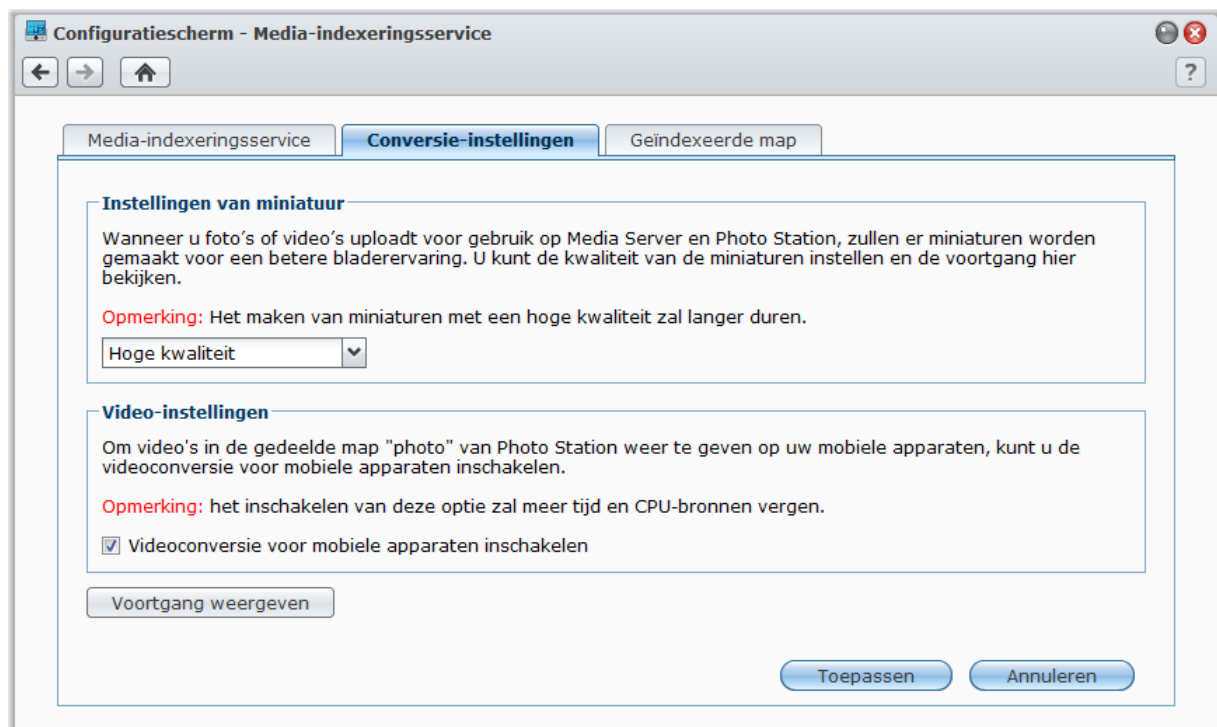 Configuratiescherm - Media-indexeringsservice
?
Media-indexeringsservice
Conversie-instellingen
Geïndexeerde map
Instellingen van miniatuur
Wanneer u foto's of video's uploadt voor gebruik op Media Server en Photo Station, zullen er miniaturen worden
gemaakt voor een betere bladerervaring. U kunt de kwaliteit van de miniaturen instellen en de voortgang hier
bekijken.
Opmerking: Het maken van miniaturen met een hoge kwaliteit zal langer duren.
Hoge kwaliteit
Video-instellingen
Om video's in de gedeelde map "photo" van Photo Station weer te geven op uw mobiele apparaten, kunt u de
videoconversie voor mobiele apparaten inschakelen.
Opmerking: het inschakelen van deze optie zal meer tijd en CPU-bronnen vergen.
Videoconversie voor mobiele apparaten inschakelen
Voortgang weergeven
Toepassen
Annuleren